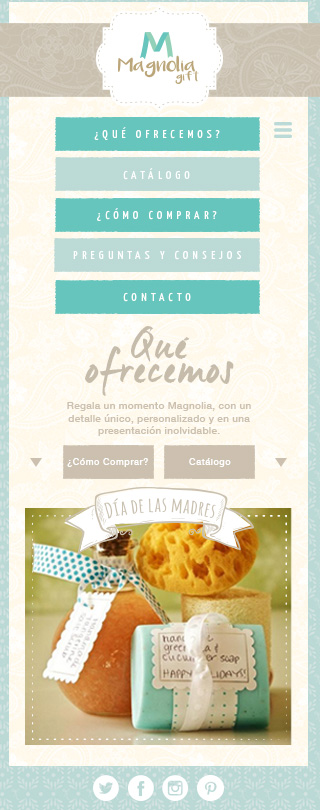 M
Magnolia
gift
¿QUÉ OFRECEMOS?
CATÁLOGO
¿CÓMO COMPRAR?
PREGUNTAS Y CONSEJOS
CONTACTO
Qué
ofrecemos
Regala un momento Magnolia, con un
detalle único, personalizado y en una
presentación inolvidable.
¿Cómo Comprar?
Catálogo
DÍA DE LAS MADRES
handmade
green tea &
cucumber soap
HAPPY HOLIDAYS!